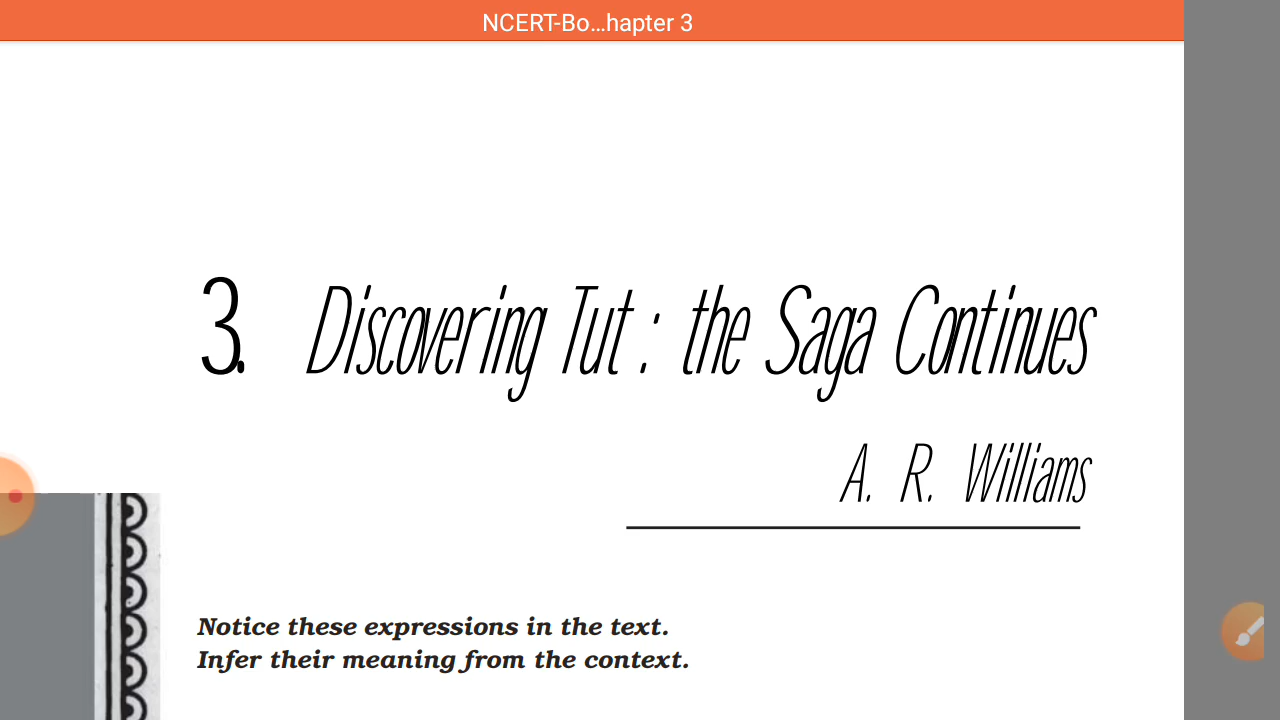 NCERT-Bo...hapter 3
3. Discovering Tut : the Saga Continues
A. R. Williams
Notice these expressions in the text.
Infer their meaning from the context.